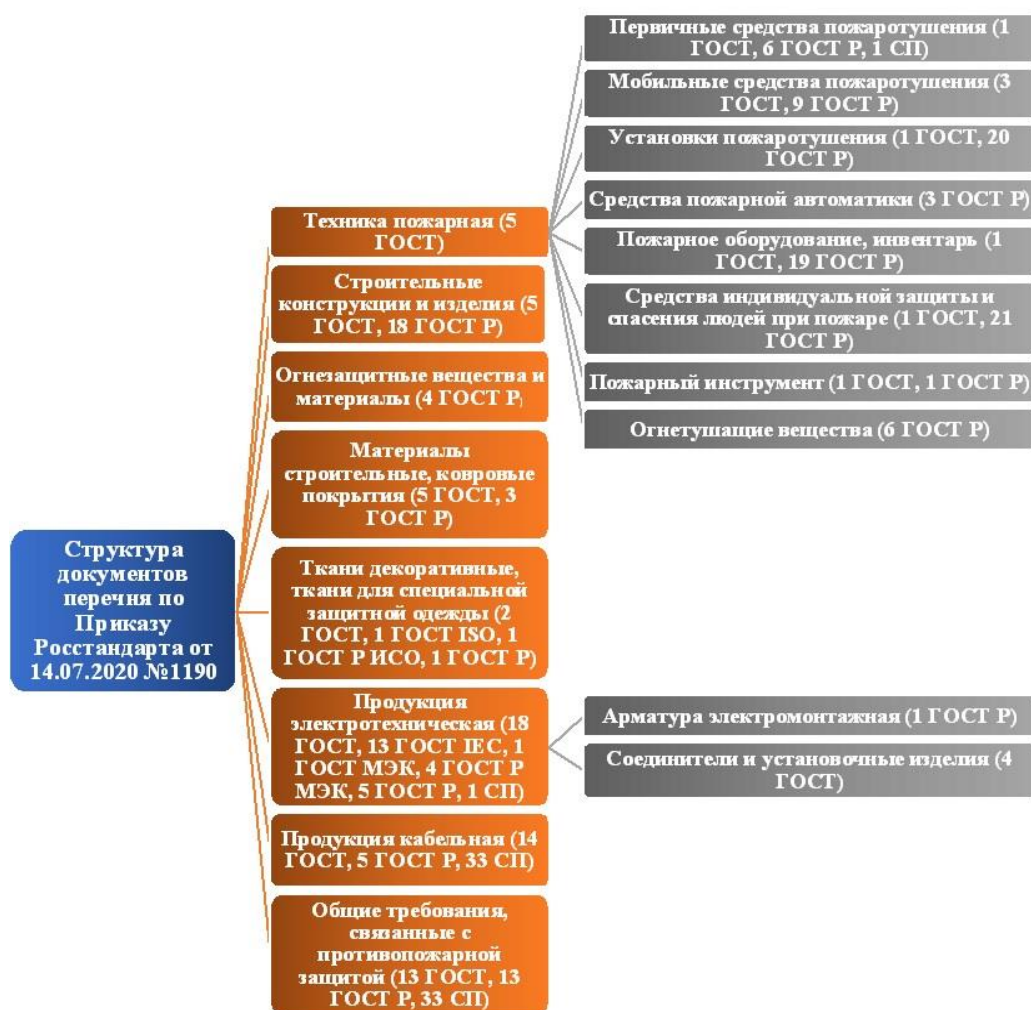 Структура
документов
перечня по
Приказу
Росстандарта от
14.07.2020 №1190
Техника пожарная (5
ГОСТ)
Строительные
конструкции и изделия (5
ГОСТ, 18 ГОСТ Р)
Огнезащитные вещества и
материалы (4 ГОСТ Р)
Материалы
строительные, ковровые
покрытия (5 ГОСТ, 3
ГОСТ Р)
Ткани декоративные,
ткани для специальной
защитной одежды (2
ГОСТ, 1 ГОСТ ISO, 1
ГОСТ Р ИСО, 1 ГОСТ Р)
Продукция
электротехническая (18
ГОСТ, 13 ГОСТ IEC, 1
ГОСТ МЭК, 4 ГОСТ Р
МЭК, 5 ГОСТ Р, 1 СП)
Продукция кабельная (14
ГОСТ, 5 ГОСТ Р, 33 СП)
Общие требования,
связанные с
противопожарной
защитой (13 ГОСТ, 13
ГОСТ Р, 33 СП)
Первичные средства пожаротушения (1
ГОСТ, 6 ГОСТ Р, 1 СП)
Мобильные средства пожаротушения (3
ГОСТ, 9 ГОСТ Р)
Установки пожаротушения (1 ГОСТ, 20
ГОСТ Р)
Средства пожарной автоматики (3 ГОСТ Р)
Пожарное оборудование, инвентарь (1
ГОСТ, 19 ГОСТ Р)
Средства индивидуальной защиты и
спасения людей при пожаре (1 ГОСТ, 21
ГОСТ Р)
Пожарный инструмент (1 ГОСТ, 1 ГОСТ Р)
Огнетушащие вещества (6 ГОСТ Р)
Арматура электромонтажная (1 ГОСТ Р)
Соединители и установочные изделия (4
ГОСТ)